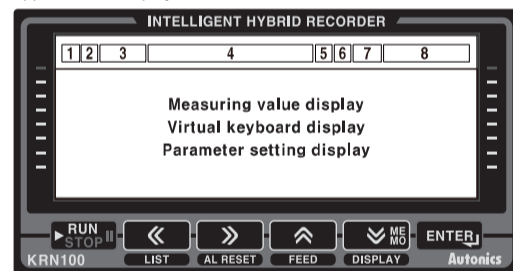 INTELLIGENT HYBRID RECORDER
1 2 3 4 5 6 7 8
Measuring value display
Virtual keyboard display
Parameter setting display
RUN STOP ME MO ENTER
KRN100 LIST AL RESET FEED DISPLAY Autonics